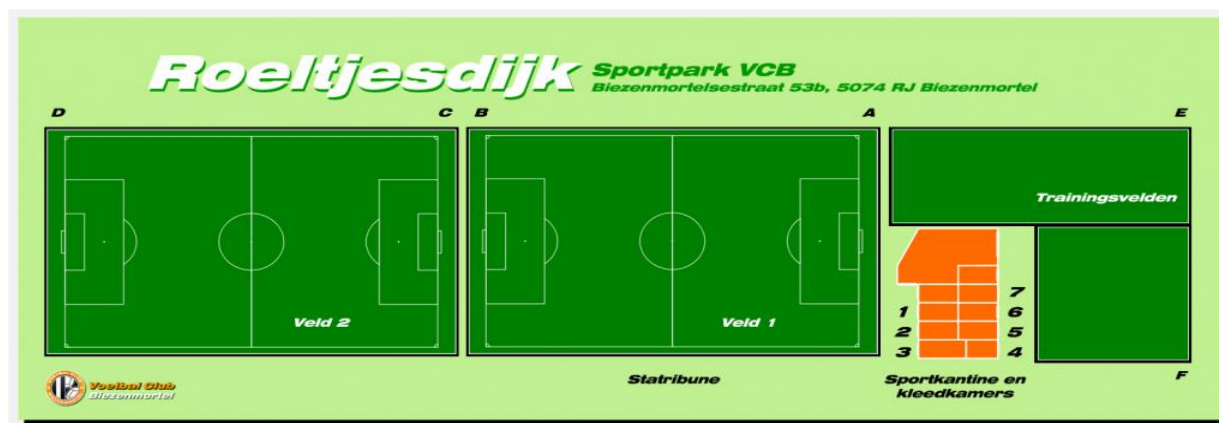 Roeltjesdijk
Sportpark VCB
Biezenmortelsestraat 53b, 5074 RJ Biezenmortel
D
C
B
A
E
Trainingsvelden
Veld 2
Veld 1
7
1
6
2
5
3
4
Voetbal Club
Biezenmortel
Statribune
Sportkantine en
kleedkamers
F